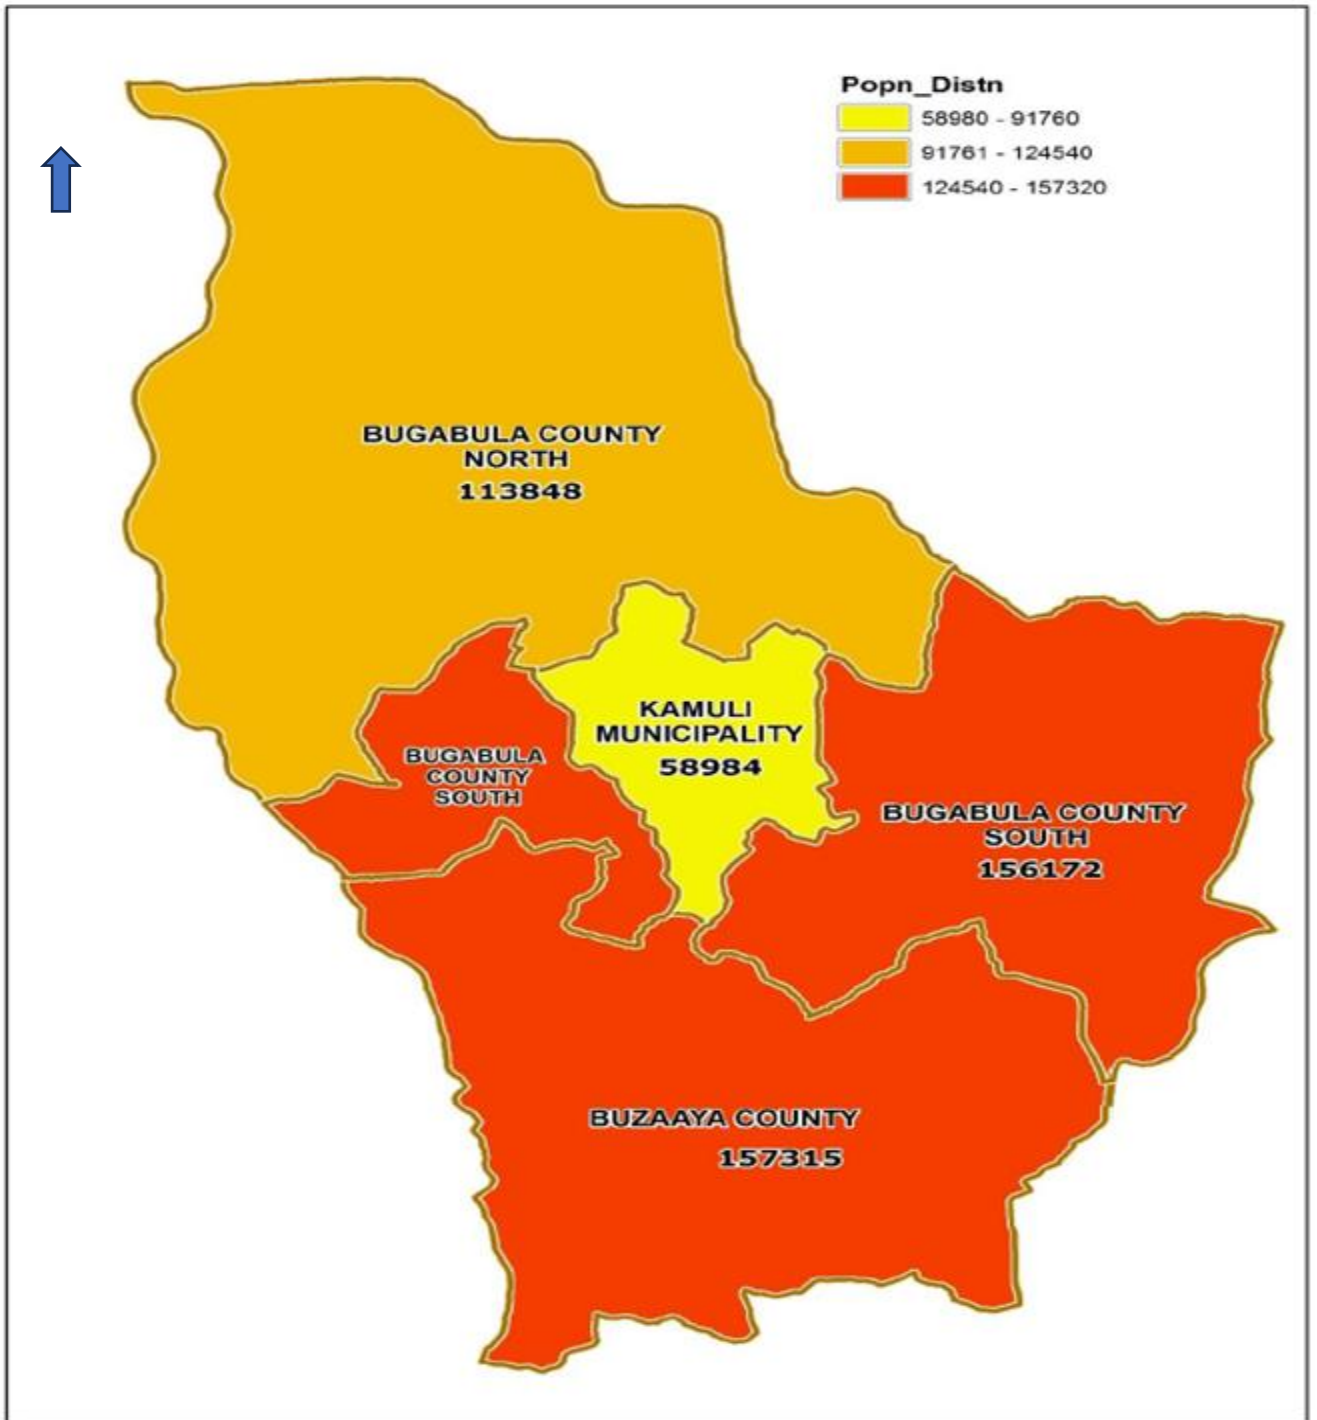 Popn_Distn
58980 - 91760
91761 - 124540
124540 - 157320
BUGABULA COUNTY
NORTH
113848
KAMULI
MUNICIPALITY
58984
BUGABULA
COUNTY
SOUTH
BUGABULA COUNTY
SOUTH
156172
BUZAAYA COUNTY
157315